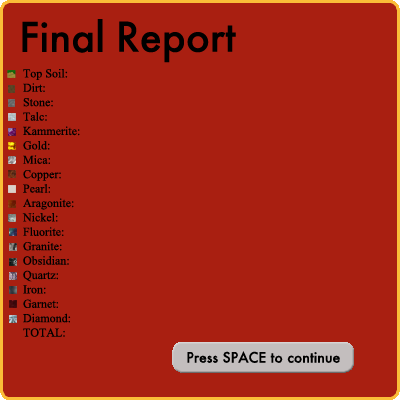 Final Report
Top Soil:
Dirt:
Stone:
Talc:
Kammerite:
Gold:
Mica:
Copper:
Pearl:
Aragonite:
Nickel:
Fluorite:
Granite:
Obsidian:
Quartz:
Iron:
Garnet:
Diamond:
TOTAL:
Press SPACE to continue